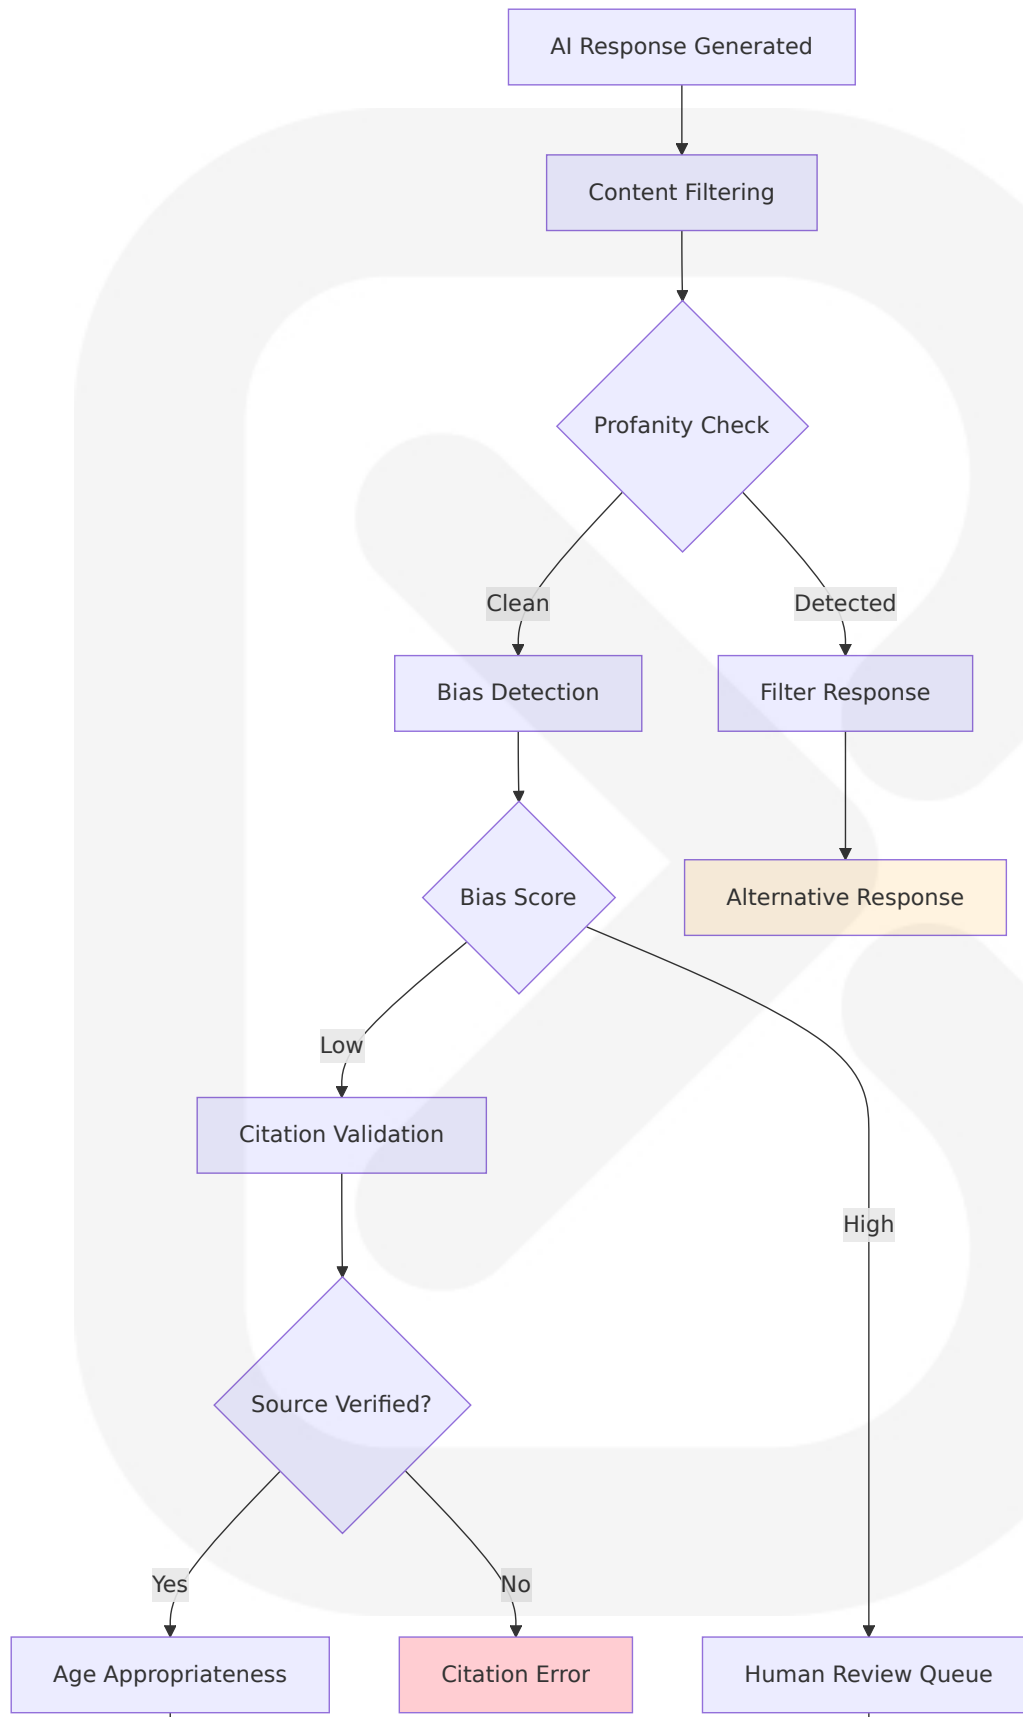 AI Response Generated
Content Filtering
Profanity Check
Clean
Detected
Bias Detection
Filter Response
Bias Score
Alternative Response
Low
Citation Validation
High
Source Verified?
Yes
No
Age Appropriateness
Citation Error
Human Review Queue